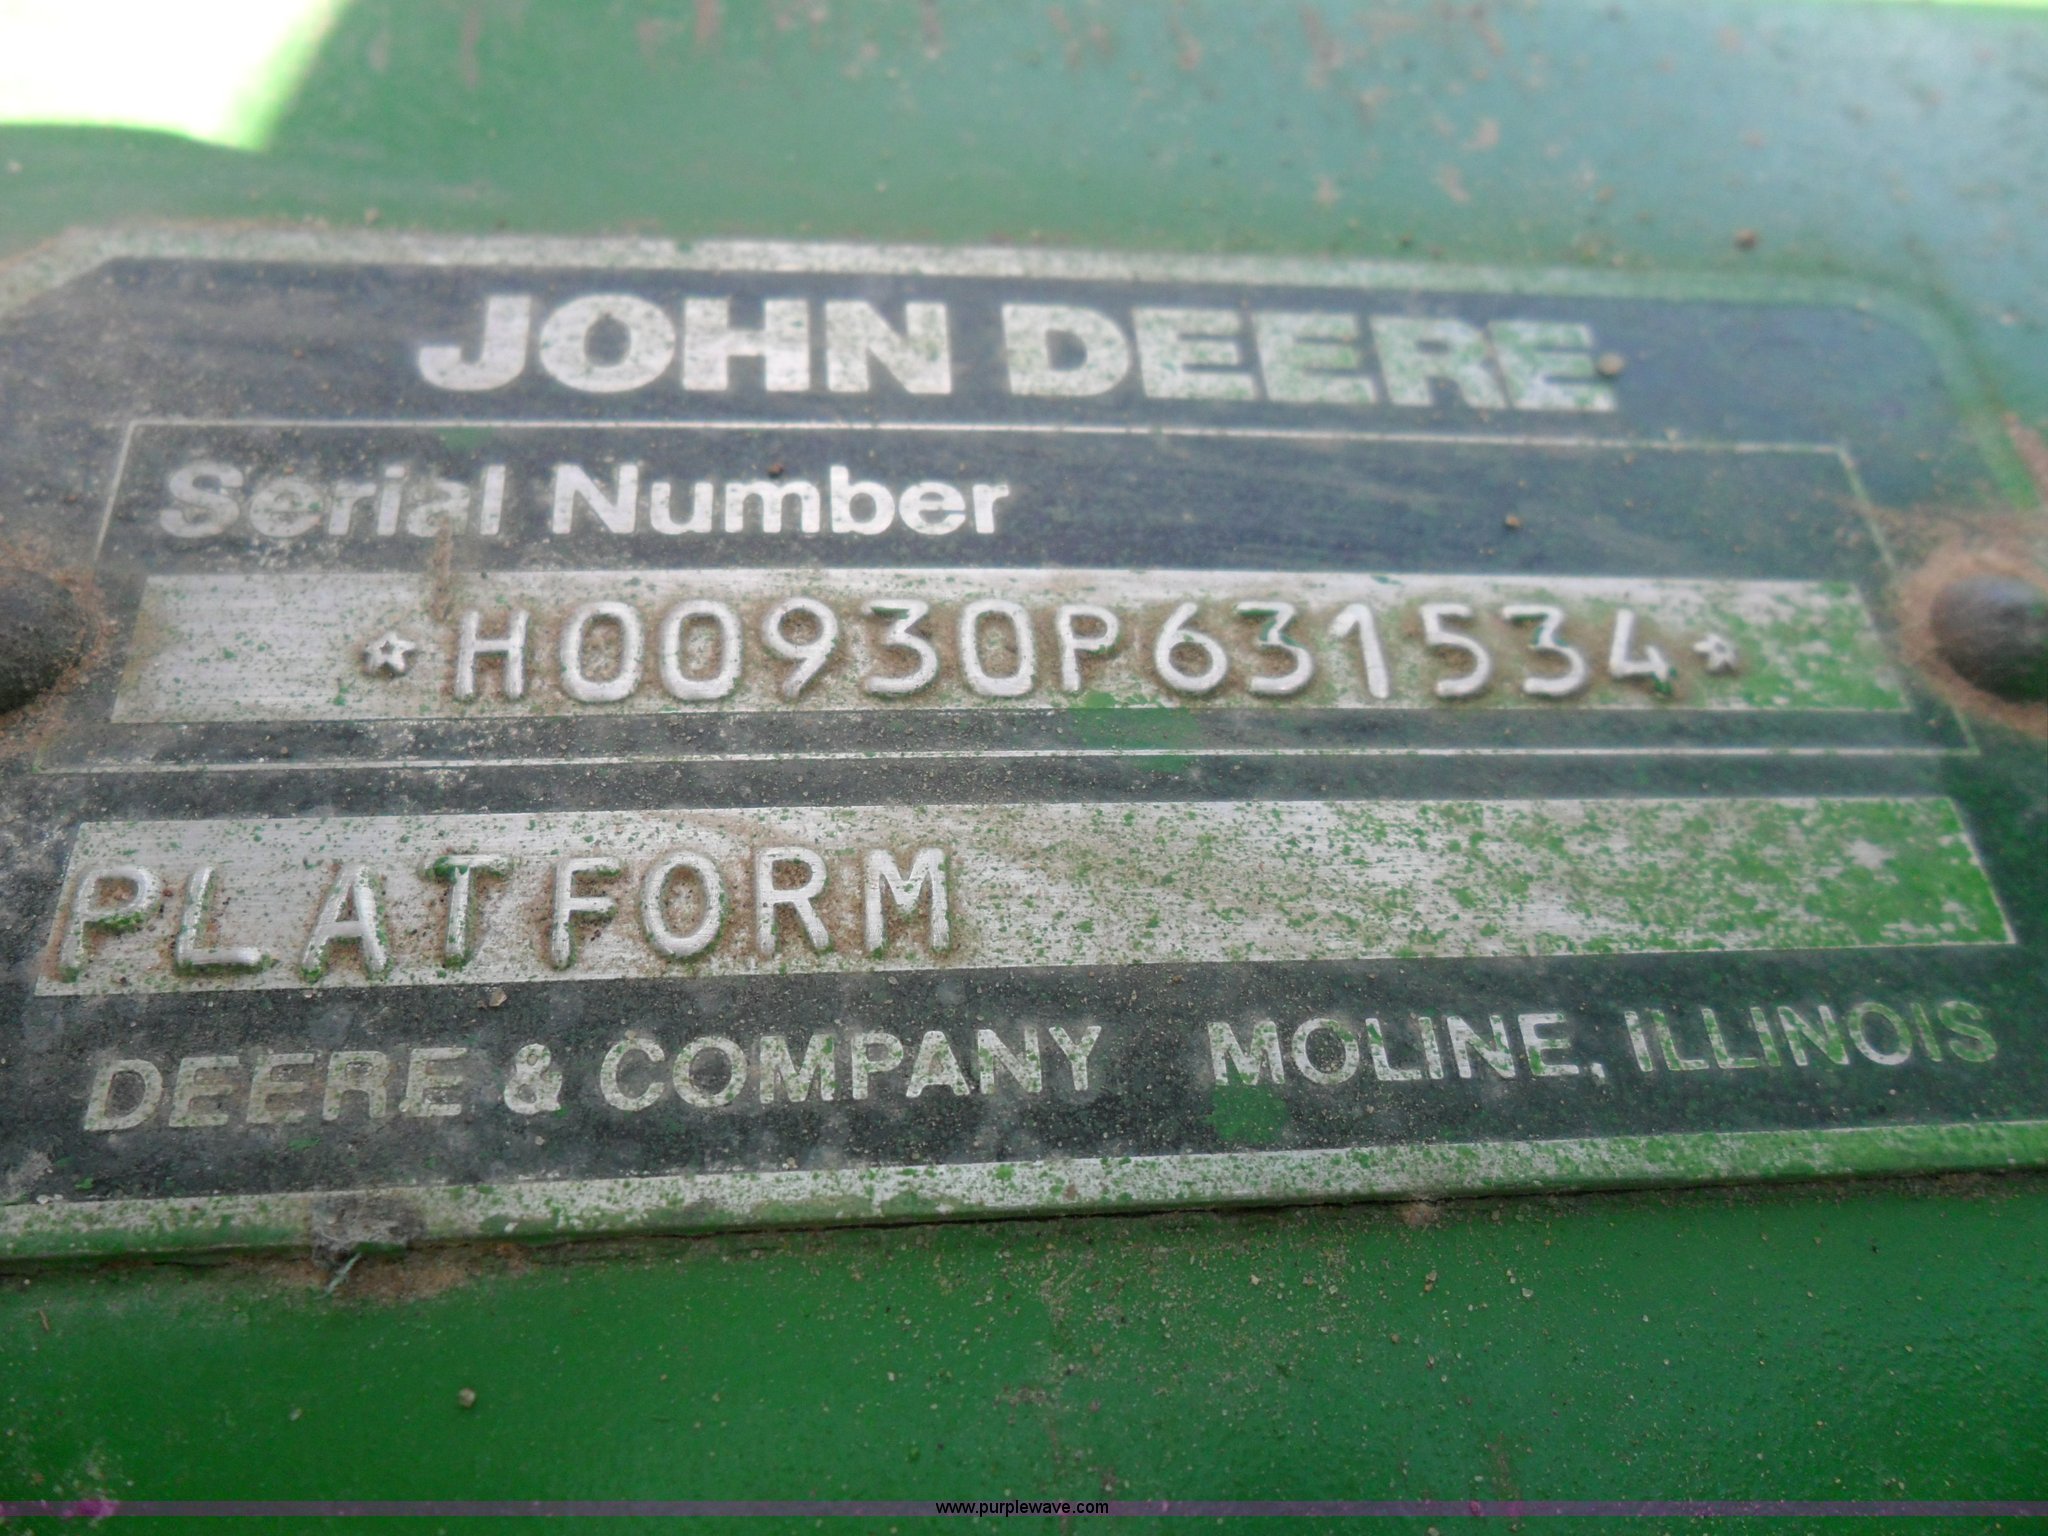 JOHN DEERE
Serial Number
*H00930P631534*
PLATFORM
DEERE & COMPANY MOLINE, ILLINOIS
www.purplewave.com